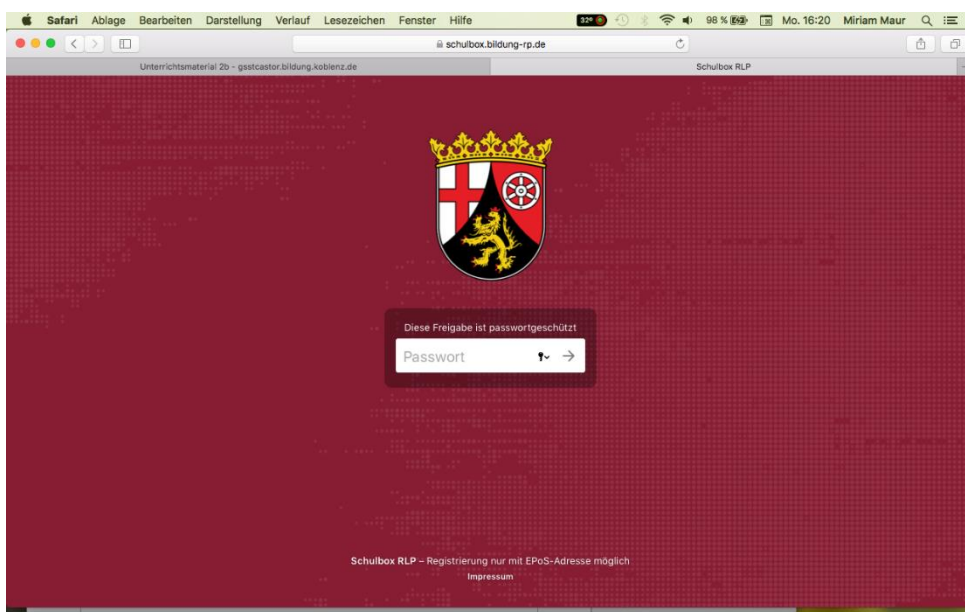 Safari Ablage Bearbeiten Darstellung Verlauf Lesezeichen Fenster Hilfe 32° 98 % Mo. 16:20 Miriam Maur
schulbox.bildung-rp.de
Unterrichtsmaterial 2b - gsstcastor.bildung.koblenz.de Schulbox RLP
Diese Freigabe ist passwortgeschützt
Passwort
Schulbox RLP – Registrierung nur mit EPoS-Adresse möglich
Impressum